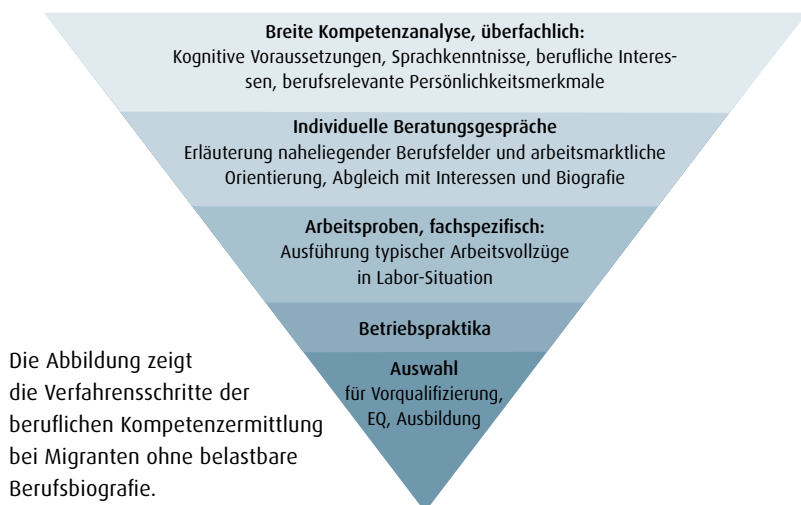 Breite Kompetenzanalyse, überfachlich:
Kognitive Voraussetzungen, Sprachkenntnisse, berufliche Interes-
sen, berufsrelevante Persönlichkeitsmerkmale
Individuelle Beratungsgespräche
Erläuterung naheliegender Berufsfelder und arbeitsmarktliche
Orientierung, Abgleich mit Interessen und Biografie
Arbeitsproben, fachspezifisch:
Ausführung typischer Arbeitsvollzüge
in Labor-Situation
Betriebspraktika
Auswahl
für Vorqualifizierung,
EQ, Ausbildung
Die Abbildung zeigt
die Verfahrensschritte der
beruflichen Kompetenzermittlung
bei Migranten ohne belastbare
Berufsbiografie.